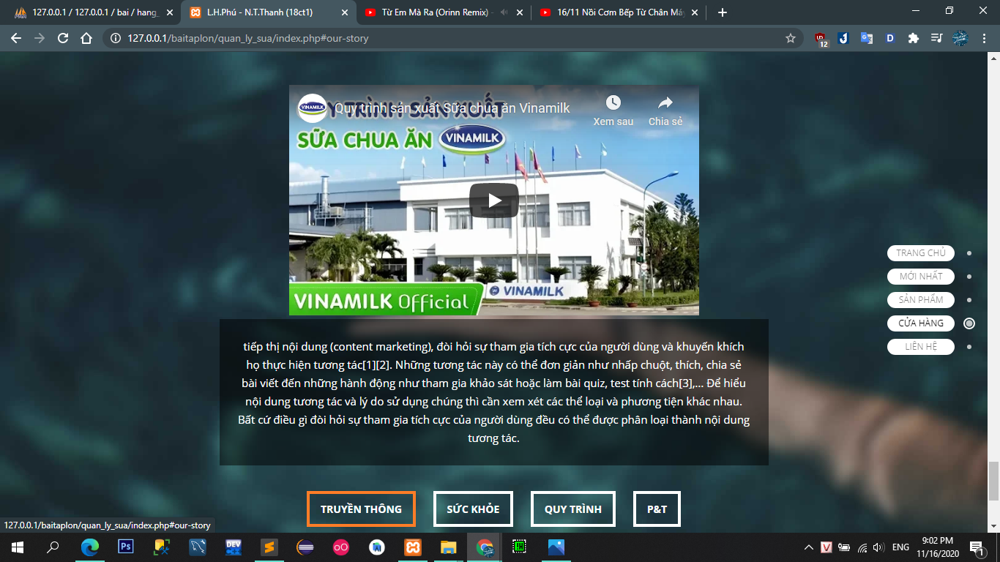 127.0.0.1 / 127.0.0.1 / bai / hang_
L.H.Phú - N.T.Thanh (18ct1)
Từ Em Mà Ra (Orinn Remix) -
16/11 Nồi Cơm Bếp Từ Chân Má
127.0.0.1/baitaplon/quan_ly_sua/index.php#our-story
12
Quy trình sản xuất Sữa chua ăn Vinamilk
Y TRÌNH SẢN XUẤT
SỮA CHUA ĂN VINAMILK
Xem sau
Chia sẻ
VINAMILK
VINAMILK Official
TRANG CHỦ
MỚI NHẤT
SẢN PHẨM
CỬA HÀNG
LIÊN HỆ
tiếp thị nội dung (content marketing), đòi hỏi sự tham gia tích cực của người dùng và khuyến khích
họ thực hiện tương tác[1][2]. Những tương tác này có thể đơn giản như nhấp chuột, thích, chia sẻ
bài viết đến những hành động như tham gia khảo sát hoặc làm bài quiz, test tính cách[3],... Để hiểu
nội dung tương tác và lý do sử dụng chúng thì cần xem xét các thể loại và phương tiện khác nhau.
Bất cứ điều gì đòi hỏi sự tham gia tích cực của người dùng đều có thể được phân loại thành nội dung
tương tác.
TRUYỀN THÔNG
SỨC KHỎE
QUY TRÌNH
P&T
127.0.0.1/baitaplon/quan_ly_sua/index.php#our-story
Ps
DEV
ENG
9:02 PM
11/16/2020
1